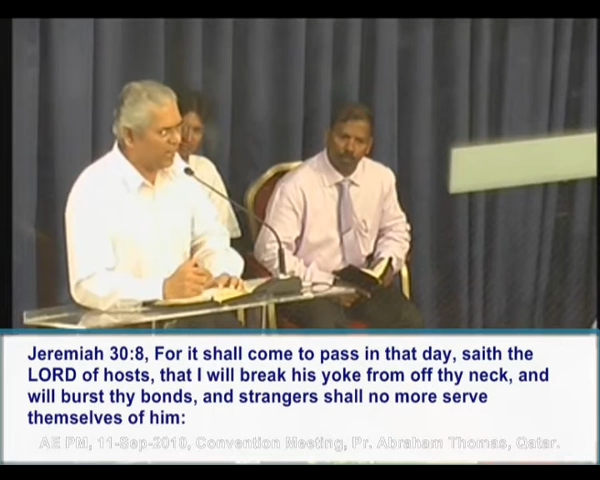 Jeremiah 30:8, For it shall come to pass in that day, saith the
LORD of hosts, that I will break his yoke from off thy neck, and
will burst thy bonds, and strangers shall no more serve
themselves of him:
AE PM, 11-Sep-2010, Convention Meeting, Pr. Abraham Thomas, Qatar.